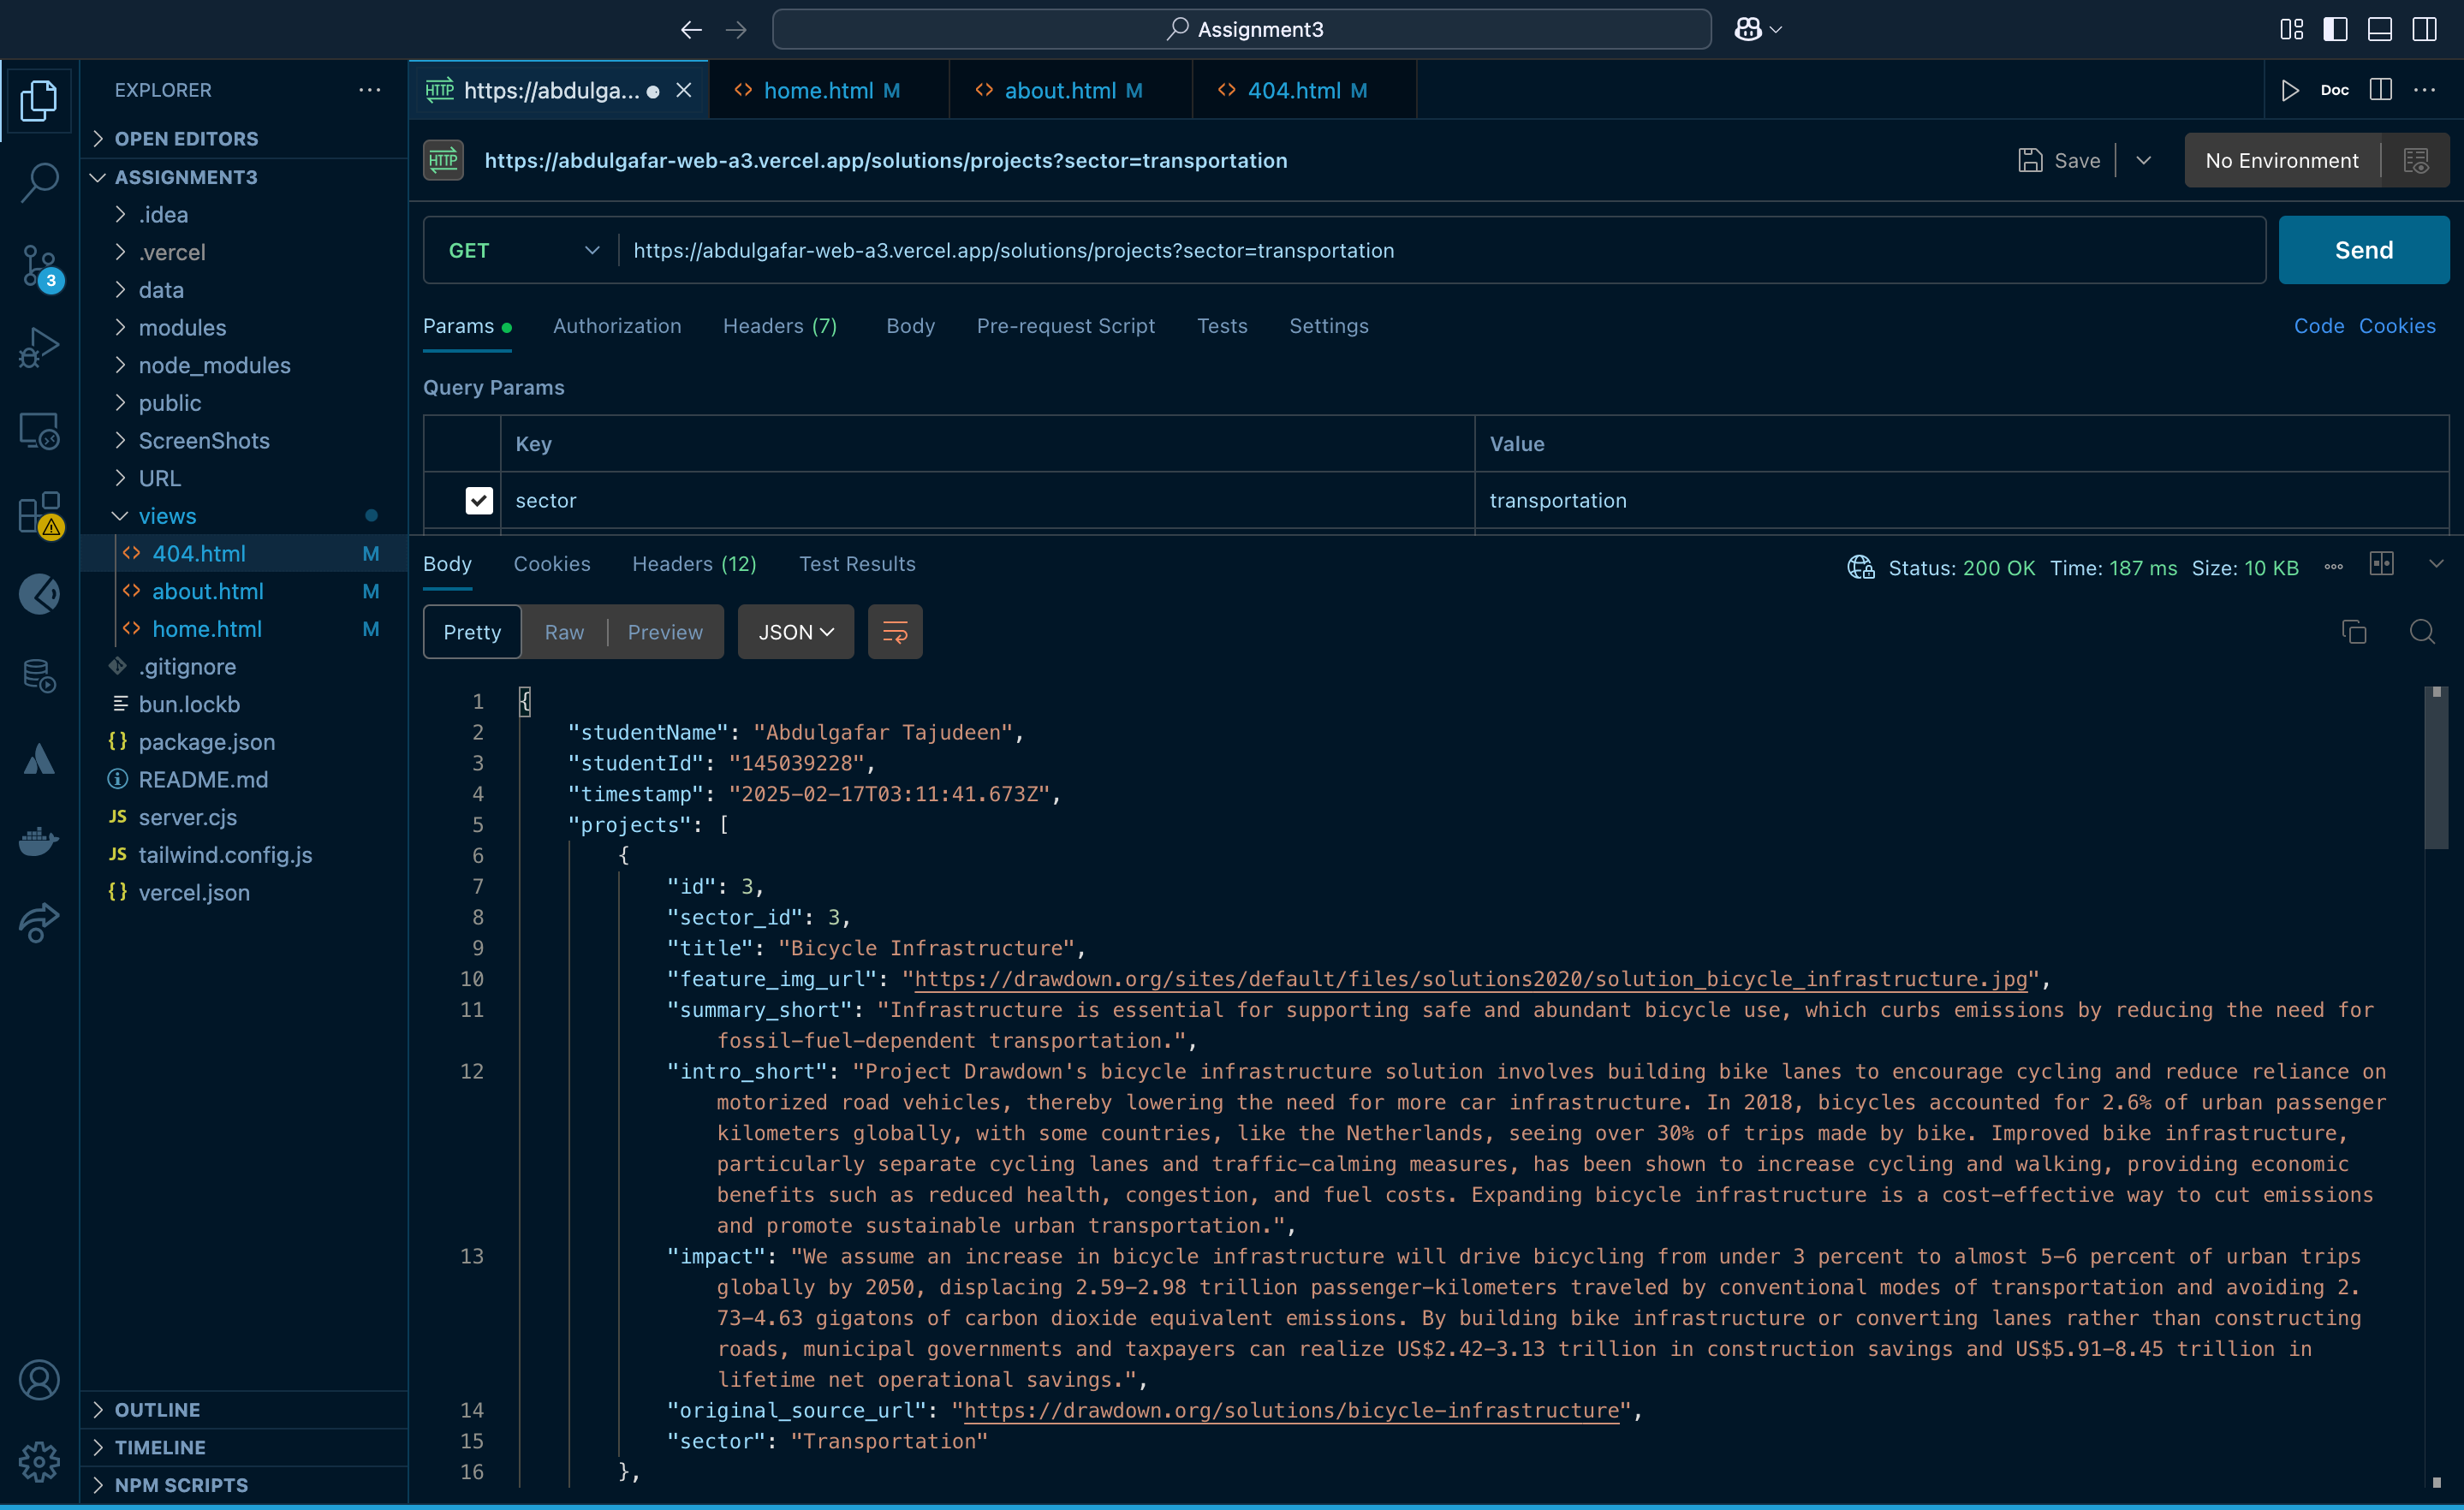 Assignment3
EXPLORER
OPEN EDITORS
ASSIGNMENT3
.idea
.vercel
data
modules
node_modules
public
ScreenShots
URL
views
404.html M
about.html M
home.html M
.gitignore
bun.lockb
package.json
README.md
JS server.cjs
JS tailwind.config.js
vercel.json
3
OUTLINE
TIMELINE
NPM SCRIPTS
HTTP https://abdulga...
home.html M
about.html M
404.html M
Doc
HTTP https://abdulgafar-web-a3.vercel.app/solutions/projects?sector=transportation
Save
No Environment
GET https://abdulgafar-web-a3.vercel.app/solutions/projects?sector=transportation
Send
Params Authorization Headers (7) Body Pre-request Script Tests Settings
Code Cookies
Query Params
Key Value
sector transportation
Body Cookies Headers (12) Test Results
Status: 200 OK Time: 187 ms Size: 10 KB
Pretty Raw Preview JSON
1 {
2 "studentName": "Abdulgafar Tajudeen",
3 "studentId": "145039228",
4 "timestamp": "2025-02-17T03:11:41.673Z",
5 "projects": [
6 {
7 "id": 3,
8 "sector_id": 3,
9 "title": "Bicycle Infrastructure",
10 "feature_img_url": "https://drawdown.org/sites/default/files/solutions2020/solution_bicycle_infrastructure.jpg",
11 "summary_short": "Infrastructure is essential for supporting safe and abundant bicycle use, which curbs emissions by reducing the need for
fossil-fuel-dependent transportation.",
12 "intro_short": "Project Drawdown's bicycle infrastructure solution involves building bike lanes to encourage cycling and reduce reliance on
motorized road vehicles, thereby lowering the need for more car infrastructure. In 2018, bicycles accounted for 2.6% of urban passenger
kilometers globally, with some countries, like the Netherlands, seeing over 30% of trips made by bike. Improved bike infrastructure,
particularly separate cycling lanes and traffic-calming measures, has been shown to increase cycling and walking, providing economic
benefits such as reduced health, congestion, and fuel costs. Expanding bicycle infrastructure is a cost-effective way to cut emissions
and promote sustainable urban transportation.",
13 "impact": "We assume an increase in bicycle infrastructure will drive bicycling from under 3 percent to almost 5-6 percent of urban trips
globally by 2050, displacing 2.59-2.98 trillion passenger-kilometers traveled by conventional modes of transportation and avoiding 2.
73-4.63 gigatons of carbon dioxide equivalent emissions. By building bike infrastructure or converting lanes rather than constructing
roads, municipal governments and taxpayers can realize US$2.42-3.13 trillion in construction savings and US$5.91-8.45 trillion in
lifetime net operational savings.",
14 "original_source_url": "https://drawdown.org/solutions/bicycle-infrastructure",
15 "sector": "Transportation"
16 },